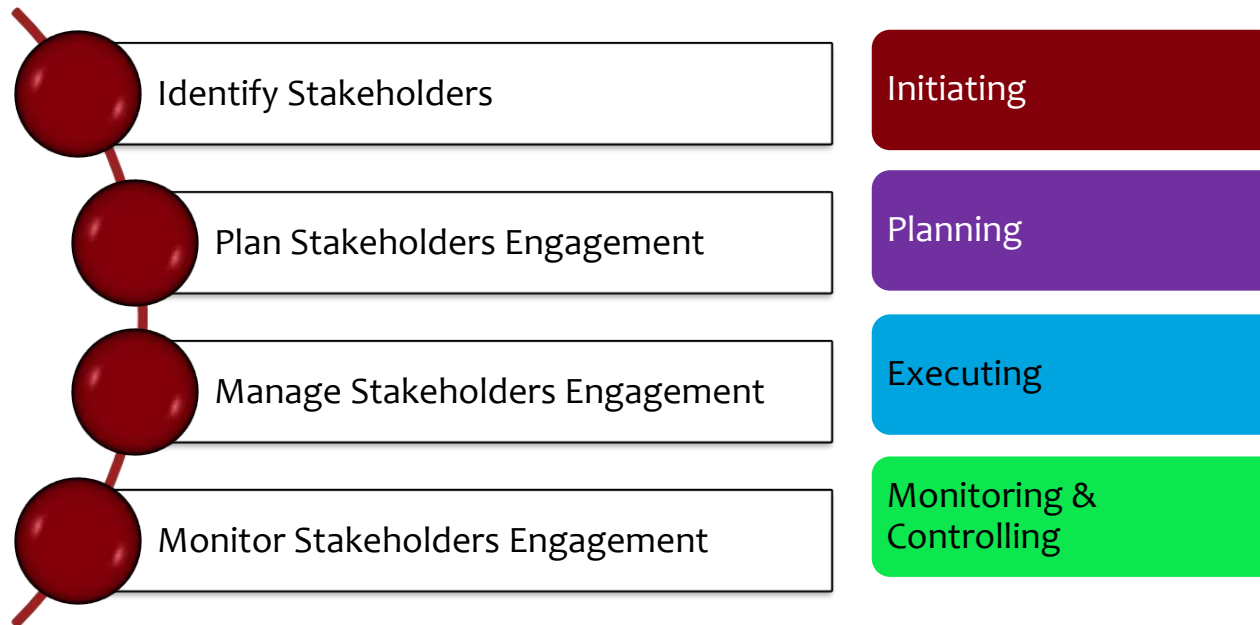 Identify Stakeholders
Initiating
Plan Stakeholders Engagement
Planning
Manage Stakeholders Engagement
Executing
Monitor Stakeholders Engagement
Monitoring &
Controlling